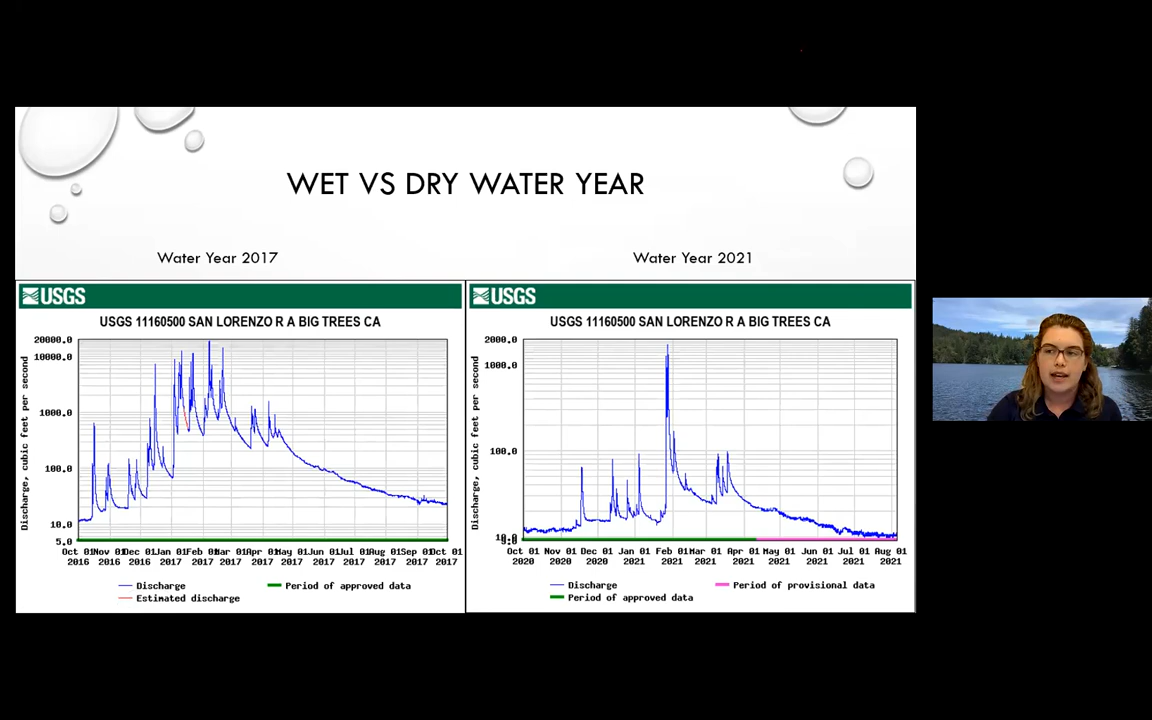 WET VS DRY WATER YEAR
Water Year 2017
Water Year 2021
USGS
USGS 11160500 SAN LORENZO R A BIG TREES CA
Discharge, cubic feet per second
20000.0
10000.0
1000.0
100.0
10.0
5.0
Oct 01 Nov 01 Dec 01 Jan 01 Feb 01 Mar 01 Apr 01 May 01 Jun 01 Jul 01 Aug 01 Sep 01 Oct 01
2016 2016 2016 2017 2017 2017 2017 2017 2017 2017 2017 2017 2017
Discharge
Estimated discharge
Period of approved data
USGS
USGS 11160500 SAN LORENZO R A BIG TREES CA
Discharge, cubic feet per second
2000.0
1000.0
100.0
10.0
Oct 01 Nov 01 Dec 01 Jan 01 Feb 01 Mar 01 Apr 01 May 01 Jun 01 Jul 01 Aug 01
2020 2020 2020 2021 2021 2021 2021 2021 2021 2021 2021
Discharge
Period of approved data
Period of provisional data